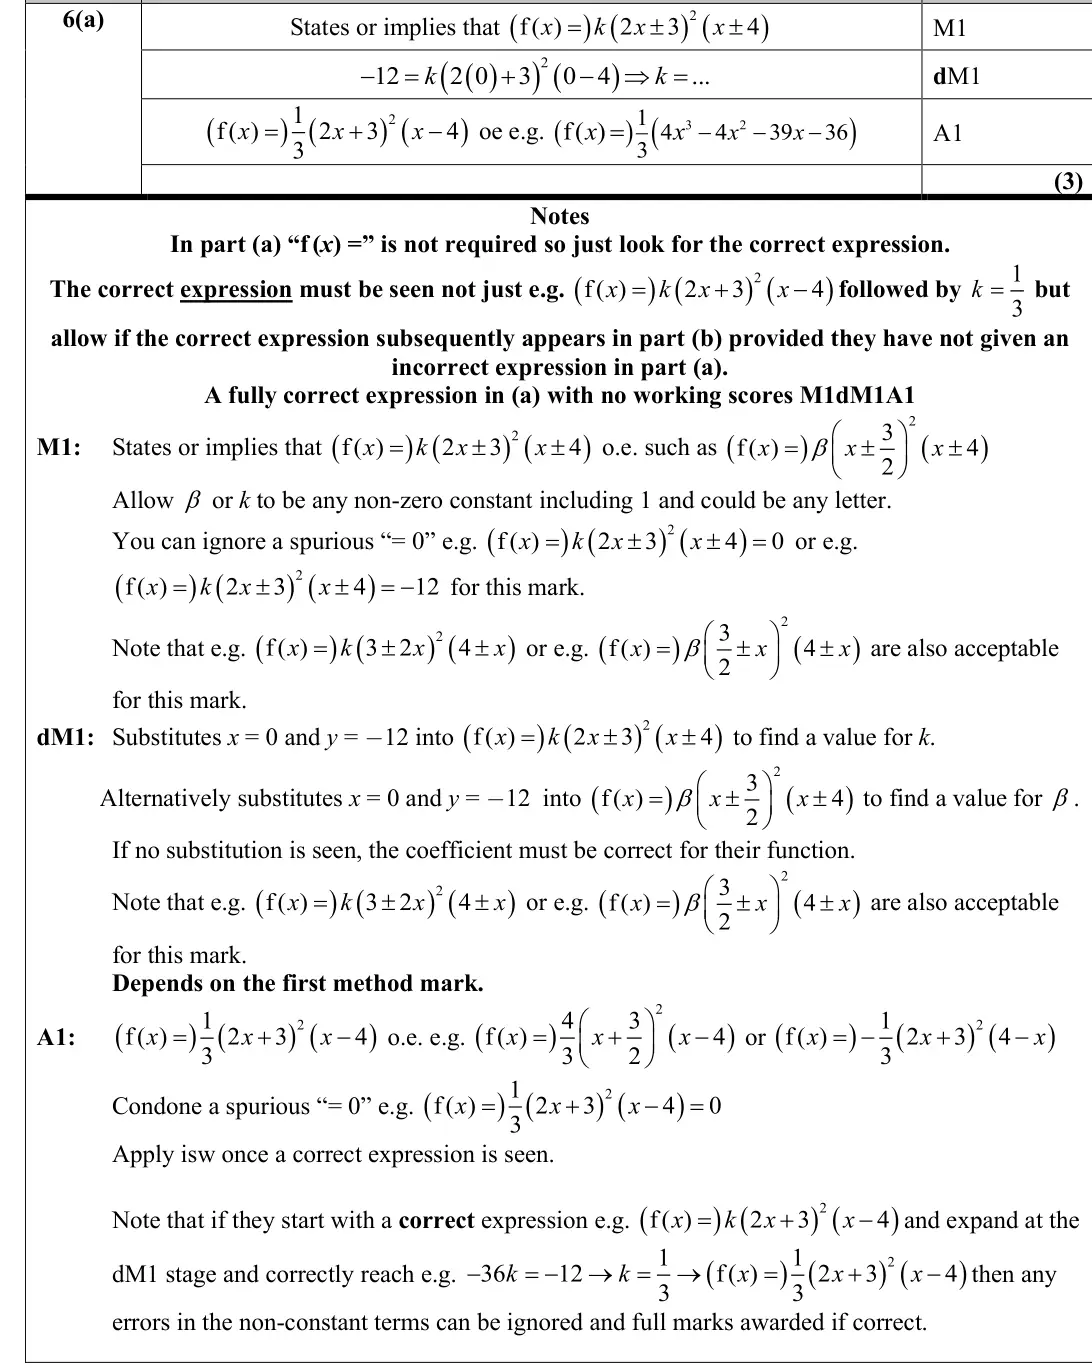 6(a) States or implies that (f(x)=)k(2x±3)²(x±4) M1
−12 = k(2(0)+3)²(0−4) ⇒ k = ... dM1
(f(x)=)1/3(2x+3)²(x−4) oe e.g. (f(x)=)1/3(4x³−4x²−39x−36) A1
(3)
Notes
In part (a) “f(x) =” is not required so just look for the correct expression.
The correct expression must be seen not just e.g. (f(x)=)k(2x+3)²(x−4) followed by k = 1/3 but
allow if the correct expression subsequently appears in part (b) provided they have not given an
incorrect expression in part (a).
A fully correct expression in (a) with no working scores M1dM1A1
M1: States or implies that (f(x)=)k(2x±3)²(x±4) o.e. such as (f(x)=)β(x±3/2)²(x±4)
Allow β or k to be any non-zero constant including 1 and could be any letter.
You can ignore a spurious “= 0” e.g. (f(x)=)k(2x±3)²(x±4)=0 or e.g.
(f(x)=)k(2x±3)²(x±4)=−12 for this mark.
Note that e.g. (f(x)=)k(3±2x)²(4±x) or e.g. (f(x)=)β(3/2±x)²(4±x) are also acceptable
for this mark.
dM1: Substitutes x = 0 and y = −12 into (f(x)=)k(2x±3)²(x±4) to find a value for k.
Alternatively substitutes x = 0 and y = −12 into (f(x)=)β(x±3/2)²(x±4) to find a value for β.
If no substitution is seen, the coefficient must be correct for their function.
Note that e.g. (f(x)=)k(3±2x)²(4±x) or e.g. (f(x)=)β(3/2±x)²(4±x) are also acceptable
for this mark.
Depends on the first method mark.
A1: (f(x)=)1/3(2x+3)²(x−4) o.e. e.g. (f(x)=)4/3(x+3/2)²(x−4) or (f(x)=)−1/3(2x+3)²(4−x)
Condone a spurious “= 0” e.g. (f(x)=)1/3(2x+3)²(x−4)=0
Apply isw once a correct expression is seen.
Note that if they start with a correct expression e.g. (f(x)=)k(2x+3)²(x−4) and expand at the
dM1 stage and correctly reach e.g. −36k = −12 → k = 1/3 → (f(x)=)1/3(2x+3)²(x−4) then any
errors in the non-constant terms can be ignored and full marks awarded if correct.